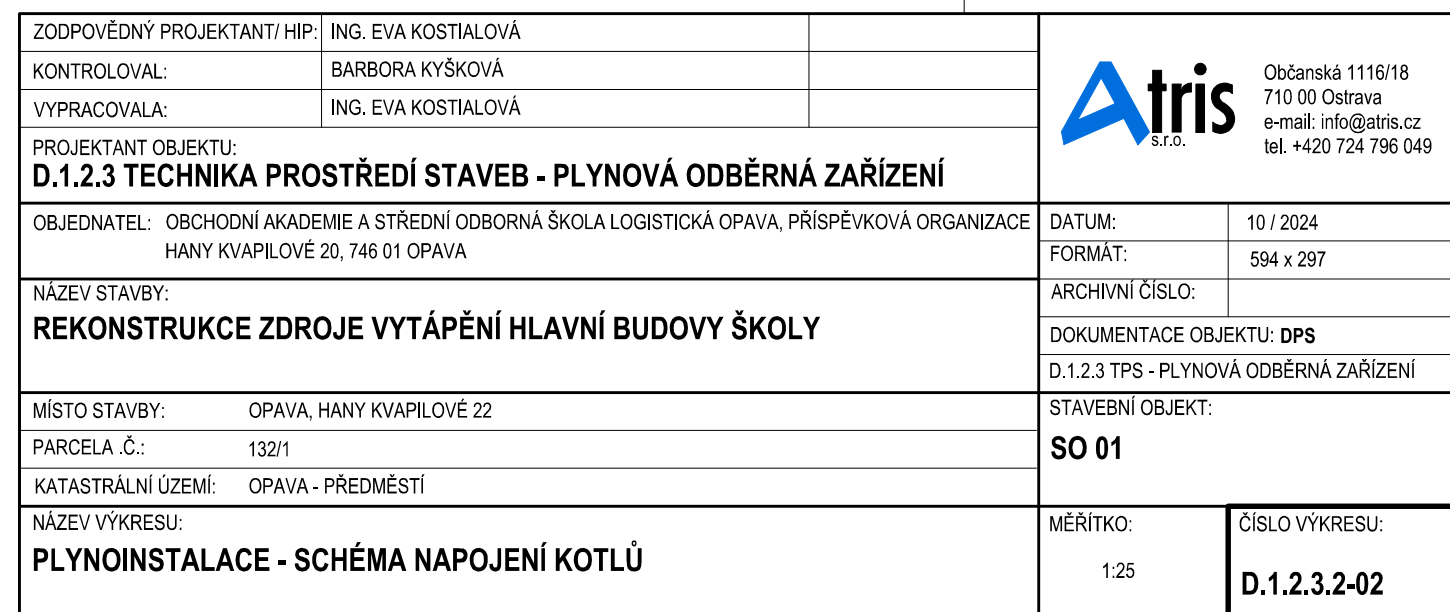 ZODPOVĚDNÝ PROJEKTANT/ HIP: ING. EVA KOSTIALOVÁ
KONTROLOVAL: BARBORA KYŠKOVÁ
VYPRACOVALA: ING. EVA KOSTIALOVÁ
PROJEKTANT OBJEKTU:
D.1.2.3 TECHNIKA PROSTŘEDÍ STAVEB - PLYNOVÁ ODBĚRNÁ ZAŘÍZENÍ
Atris
s.r.o.
Občanská 1116/18
710 00 Ostrava
e-mail: info@atris.cz
tel. +420 724 796 049
OBJEDNATEL: OBCHODNÍ AKADEMIE A STŘEDNÍ ODBORNÁ ŠKOLA LOGISTICKÁ OPAVA, PŘÍSPĚVKOVÁ ORGANIZACE
HANY KVAPILOVÉ 20, 746 01 OPAVA
DATUM: 10 / 2024
FORMÁT: 594 x 297
ARCHIVNÍ ČÍSLO:
NÁZEV STAVBY:
REKONSTRUKCE ZDROJE VYTÁPĚNÍ HLAVNÍ BUDOVY ŠKOLY
DOKUMENTACE OBJEKTU: DPS
D.1.2.3 TPS - PLYNOVÁ ODBĚRNÁ ZAŘÍZENÍ
MÍSTO STAVBY: OPAVA, HANY KVAPILOVÉ 22
PARCELA .Č.: 132/1
KATASTRÁLNÍ ÚZEMÍ: OPAVA - PŘEDMĚSTÍ
STAVEBNÍ OBJEKT:
SO 01
NÁZEV VÝKRESU:
PLYNOINSTALACE - SCHÉMA NAPOJENÍ KOTLŮ
MĚŘÍTKO:
1:25
ČÍSLO VÝKRESU:
D.1.2.3.2-02